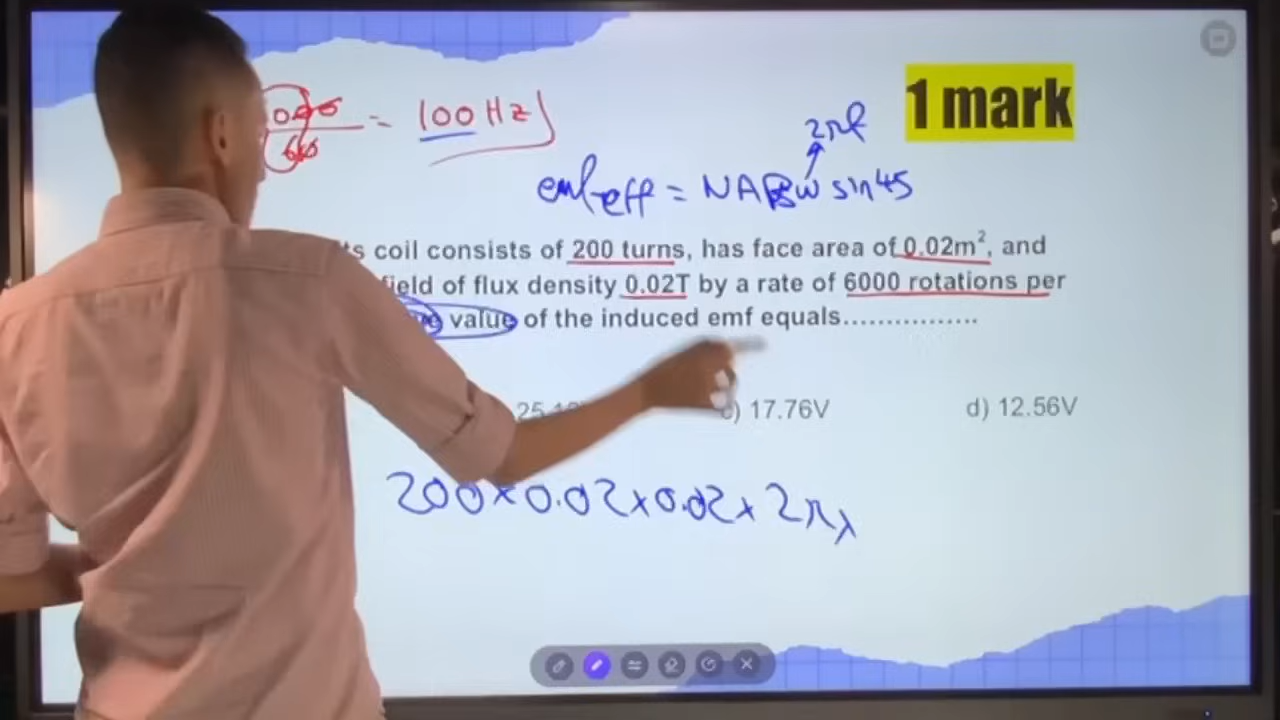 1 mark
= 100 Hz
2πf
emf eff = NABω sin 45
coil consists of 200 turns, has face area of 0.02m², and
field of flux density 0.02T by a rate of 6000 rotations per
value of the induced emf equals................
c) 17.76V d) 12.56V
200×0.02×0.02×2π×